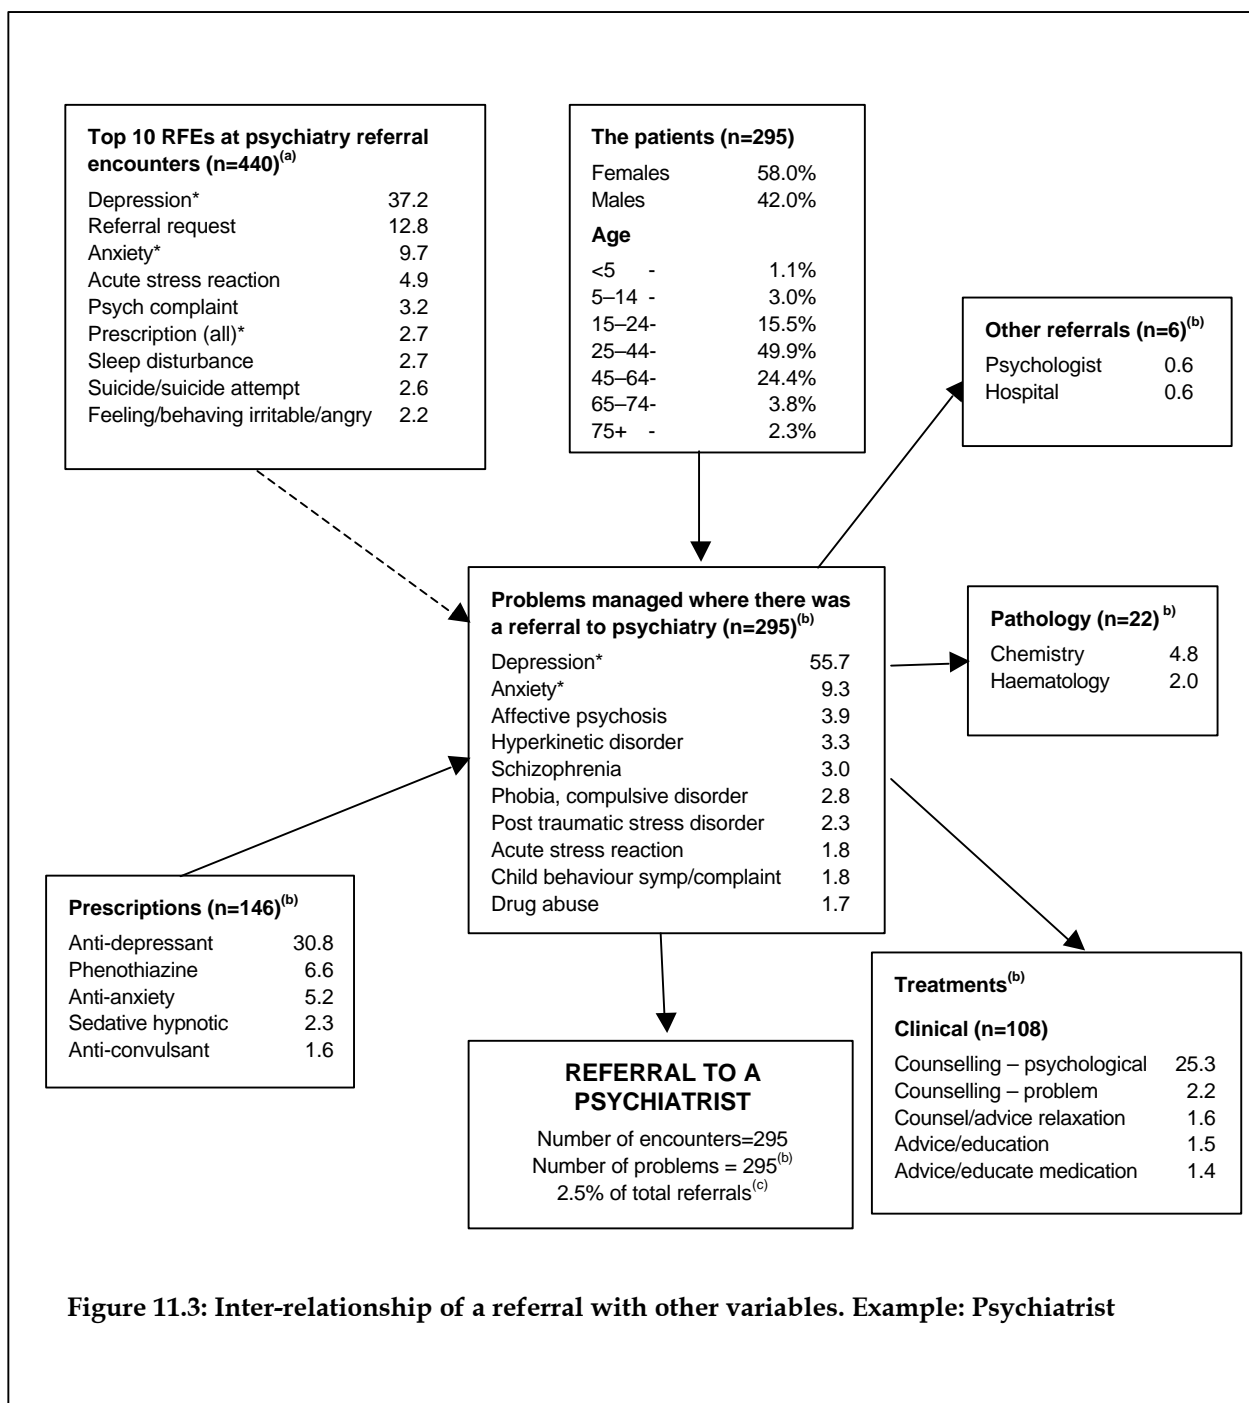 Top 10 RFEs at psychiatry referral
encounters (n=440)(a)
Depression* 37.2
Referral request 12.8
Anxiety* 9.7
Acute stress reaction 4.9
Psych complaint 3.2
Prescription (all)* 2.7
Sleep disturbance 2.7
Suicide/suicide attempt 2.6
Feeling/behaving irritable/angry 2.2
The patients (n=295)
Females 58.0%
Males 42.0%
Age
<5 - 1.1%
5–14 - 3.0%
15–24- 15.5%
25–44- 49.9%
45–64- 24.4%
65–74- 3.8%
75+ - 2.3%
Other referrals (n=6)(b)
Psychologist 0.6
Hospital 0.6
Problems managed where there was
a referral to psychiatry (n=295)(b)
Depression* 55.7
Anxiety* 9.3
Affective psychosis 3.9
Hyperkinetic disorder 3.3
Schizophrenia 3.0
Phobia, compulsive disorder 2.8
Post traumatic stress disorder 2.3
Acute stress reaction 1.8
Child behaviour symp/complaint 1.8
Drug abuse 1.7
Pathology (n=22) b)
Chemistry 4.8
Haematology 2.0
Prescriptions (n=146)(b)
Anti-depressant 30.8
Phenothiazine 6.6
Anti-anxiety 5.2
Sedative hypnotic 2.3
Anti-convulsant 1.6
Treatments(b)
Clinical (n=108)
Counselling – psychological 25.3
Counselling – problem 2.2
Counsel/advice relaxation 1.6
Advice/education 1.5
Advice/educate medication 1.4
REFERRAL TO A
PSYCHIATRIST
Number of encounters=295
Number of problems = 295(b)
2.5% of total referrals(c)
Figure 11.3: Inter-relationship of a referral with other variables. Example: Psychiatrist